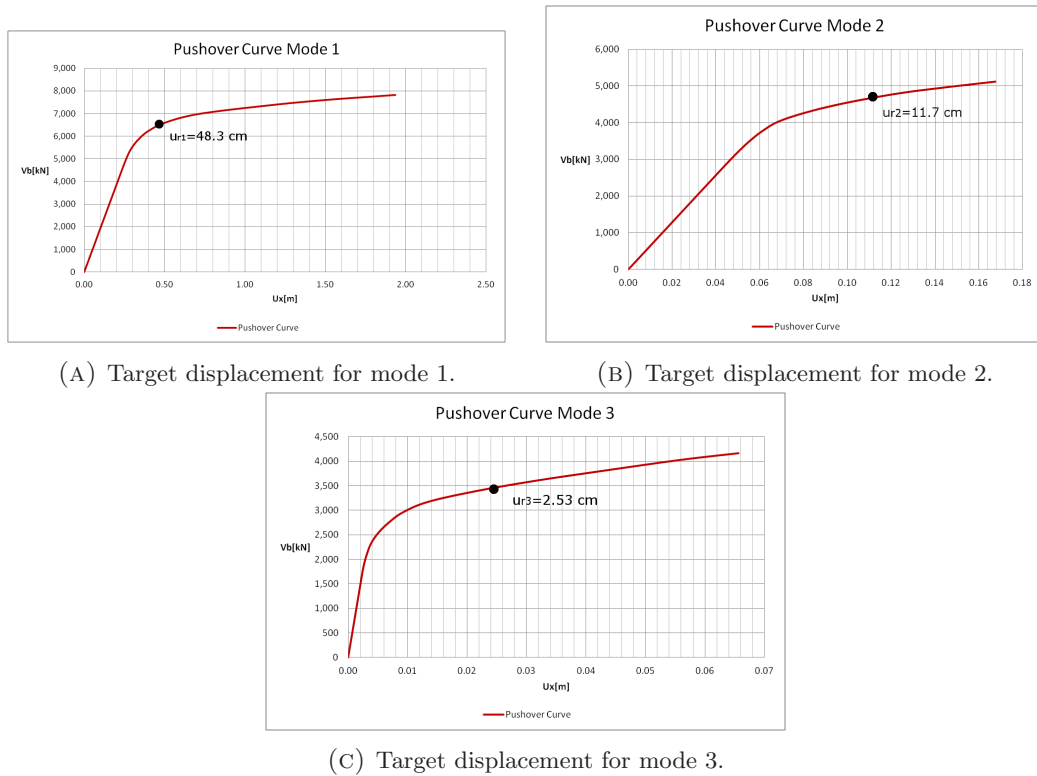 Pushover Curve Mode 1
9,000
8,000
7,000
6,000
5,000
4,000
3,000
2,000
1,000
0
Vb[kN]
ur1=48.3 cm
0.00 0.50 1.00 1.50 2.00 2.50
Ux[m]
Pushover Curve
(A) Target displacement for mode 1.
Pushover Curve Mode 2
6,000
5,000
4,000
3,000
2,000
1,000
0
Vb[kN]
ur2=11.7 cm
0.00 0.02 0.04 0.06 0.08 0.10 0.12 0.14 0.16 0.18
Ux[m]
Pushover Curve
(B) Target displacement for mode 2.
Pushover Curve Mode 3
4,500
4,000
3,500
3,000
2,500
2,000
1,500
1,000
500
0
Vb[kN]
ur3=2.53 cm
0.00 0.01 0.02 0.03 0.04 0.05 0.06 0.07
Ux[m]
Pushover Curve
(C) Target displacement for mode 3.